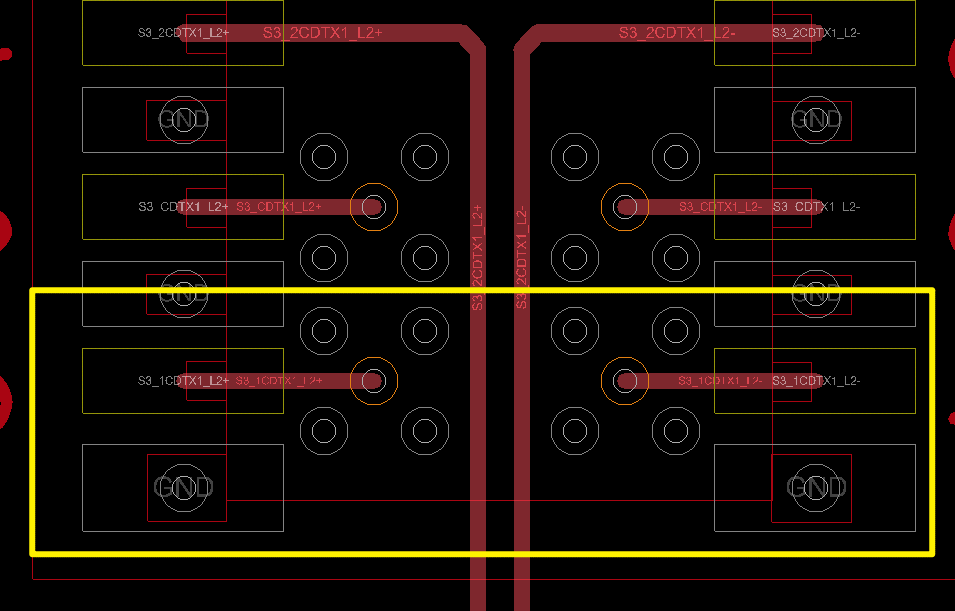 S3_2CDTX1_L2+ S3_2CDTX1_L2+ S3_2CDTX1_L2- S3_2CDTX1_L2-
GND GND
S3_CDTX1_L2+ S3_CDTX1_L2+ S3_CDTX1_L2- S3_CDTX1_L2-
S3_2CDTX1_L2+
S3_2CDTX1_L2-
GND GND
S3_1CDTX1_L2+ S3_1CDTX1_L2+ S3_1CDTX1_L2- S3_1CDTX1_L2-
GND GND